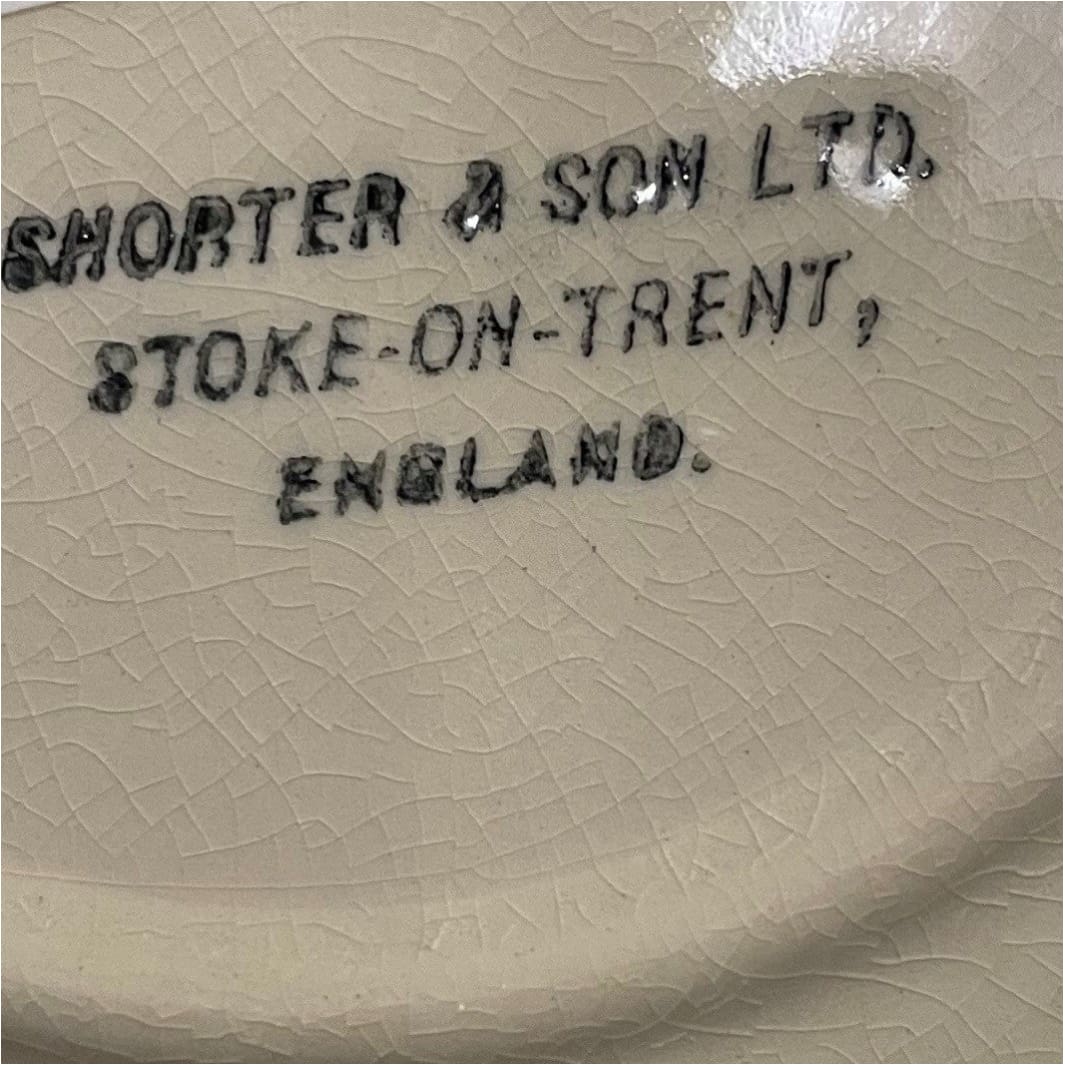 SHORTER & SON LTD.
STOKE-ON-TRENT,
ENGLAND.